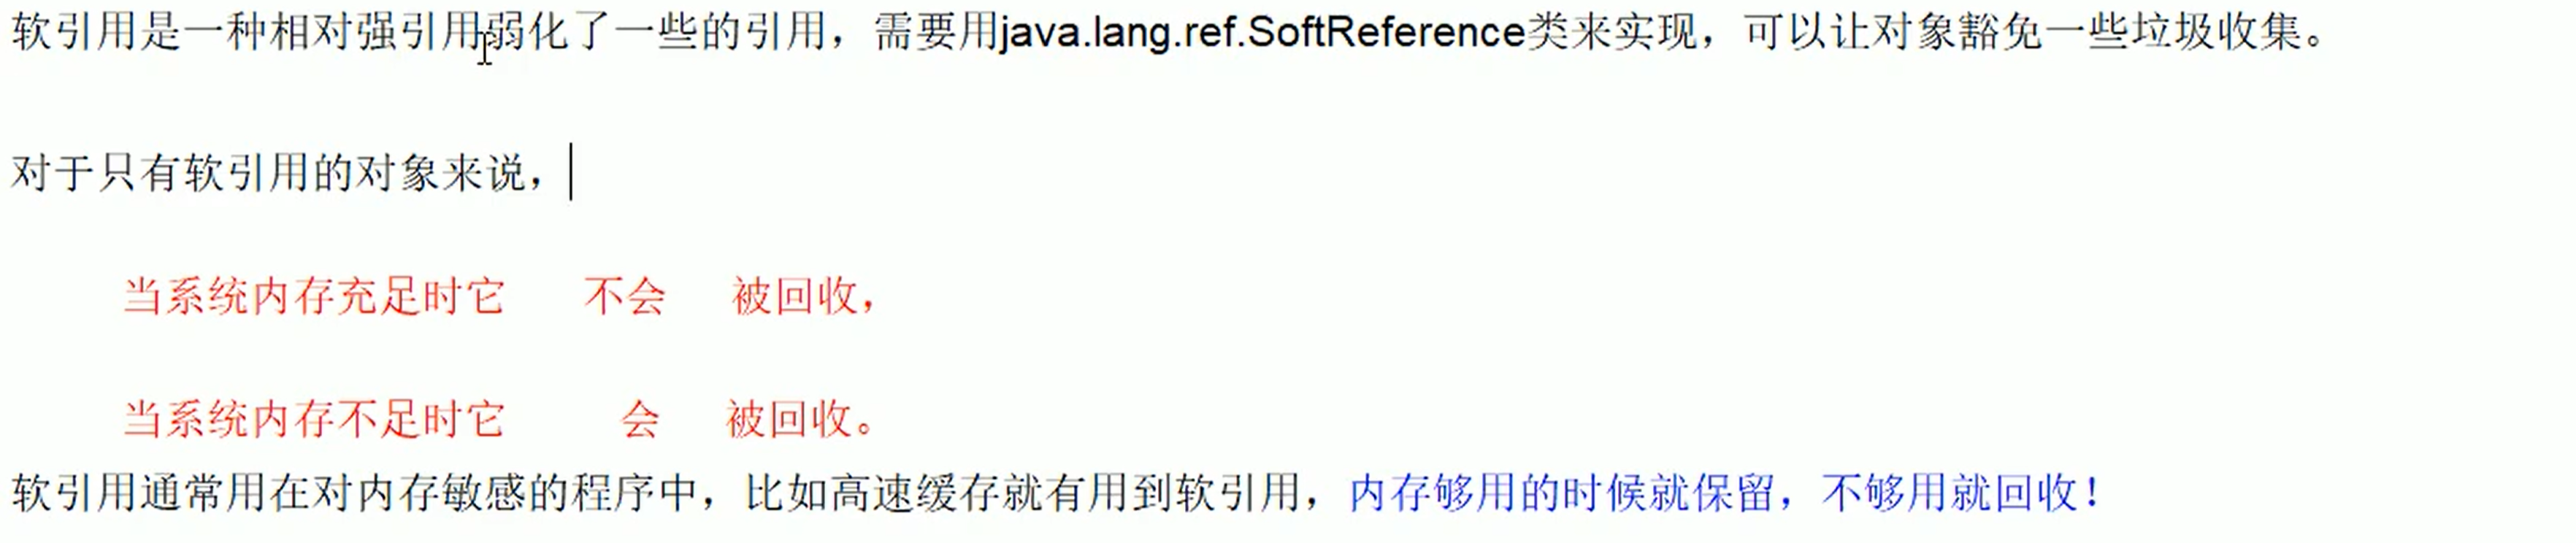 软引用是一种相对强引用弱化了一些的引用，需要用java.lang.ref.SoftReference类来实现，可以让对象豁免一些垃圾收集。
对于只有软引用的对象来说，
当系统内存充足时它 不会 被回收，
当系统内存不足时它 会 被回收。
软引用通常用在对内存敏感的程序中，比如高速缓存就有用到软引用，内存够用的时候就保留，不够用就回收！